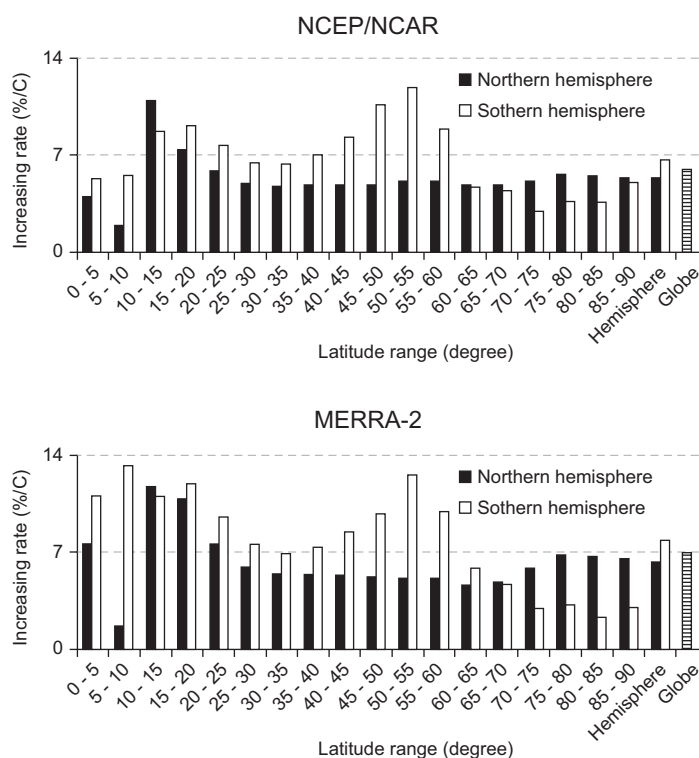 NCEP/NCAR
14
7
0
Increasing rate (%/C)
Northern hemisphere
Sothern hemisphere
0 - 5
5 - 10
10 - 15
15 - 20
20 - 25
25 - 30
30 - 35
35 - 40
40 - 45
45 - 50
50 - 55
55 - 60
60 - 65
65 - 70
70 - 75
75 - 80
80 - 85
85 - 90
Hemisphere
Globe
Latitude range (degree)
MERRA-2
14
7
0
Increasing rate (%/C)
Northern hemisphere
Sothern hemisphere
0 - 5
5 - 10
10 - 15
15 - 20
20 - 25
25 - 30
30 - 35
35 - 40
40 - 45
45 - 50
50 - 55
55 - 60
60 - 65
65 - 70
70 - 75
75 - 80
80 - 85
85 - 90
Hemisphere
Globe
Latitude range (degree)